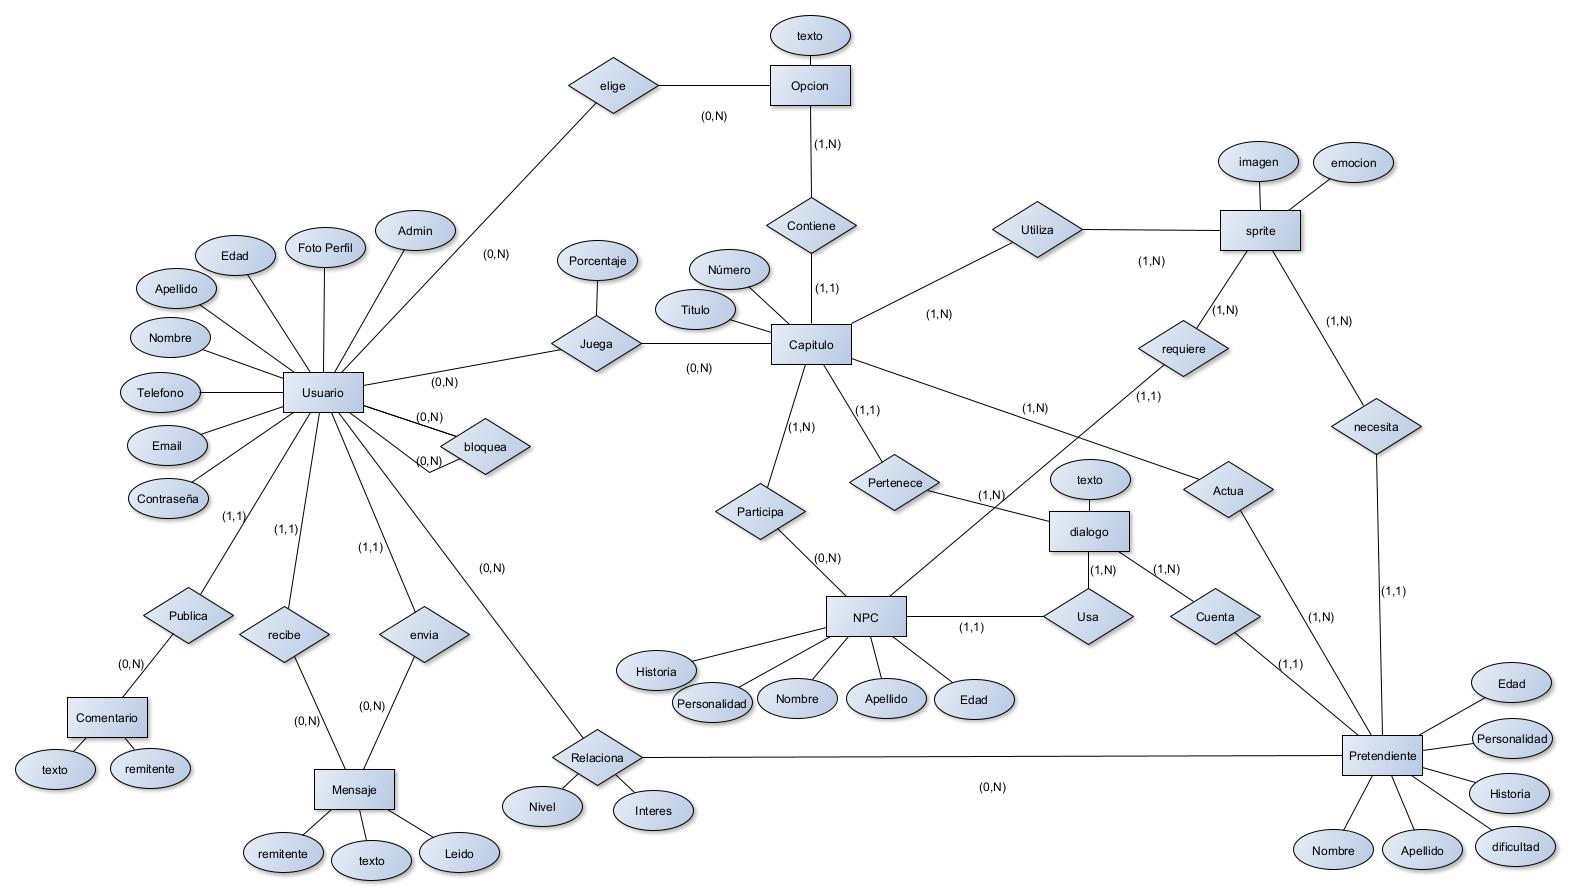 texto
elige
Opcion
(0,N)
(1,N)
imagen
emocion
Contiene
Utiliza
sprite
Admin
Foto Perfil
Edad
(0,N)
Porcentaje
Número
(1,N)
Apellido
Titulo
(1,1)
(1,N)
(1,N)
(1,N)
Nombre
Juega
Capitulo
requiere
(0,N)
(0,N)
Telefono
Usuario
(1,1)
(0,N)
(1,1)
(1,N)
(1,N)
necesita
Email
bloquea
(0,N)
Contraseña
Pertenece
(1,N)
texto
Actua
(1,1)
(1,1)
(1,1)
Participa
dialogo
(0,N)
(0,N)
(1,N)
(1,N)
(1,1)
Publica
recibe
envia
NPC
(1,1)
Usa
Cuenta
(1,N)
(0,N)
(1,1)
Historia
Personalidad
Nombre
Apellido
Edad
Edad
Comentario
(0,N)
(0,N)
Personalidad
texto
remitente
Relaciona
Pretendiente
Mensaje
(0,N)
Historia
Nivel
Interes
remitente
texto
Leido
Nombre
Apellido
dificultad